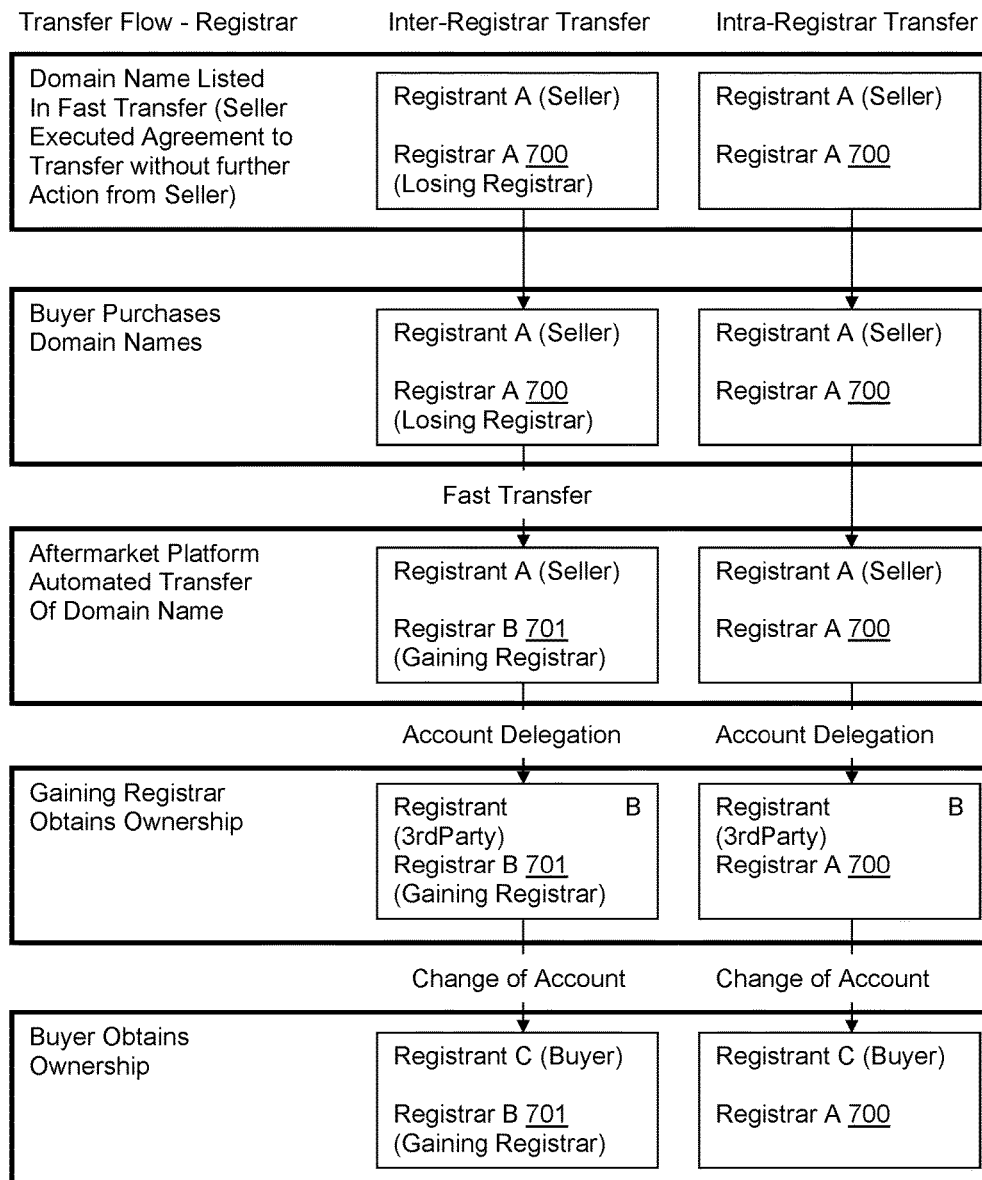 Transfer Flow - Registrar
Inter-Registrar Transfer
Intra-Registrar Transfer
Domain Name Listed
In Fast Transfer (Seller
Executed Agreement to
Transfer without further
Action from Seller)
Registrant A (Seller)
Registrar A 700
(Losing Registrar)
Registrant A (Seller)
Registrar A 700
Buyer Purchases
Domain Names
Registrant A (Seller)
Registrar A 700
(Losing Registrar)
Registrant A (Seller)
Registrar A 700
Fast Transfer
Aftermarket Platform
Automated Transfer
Of Domain Name
Registrant A (Seller)
Registrar B 701
(Gaining Registrar)
Registrant A (Seller)
Registrar A 700
Account Delegation
Account Delegation
Gaining Registrar
Obtains Ownership
Registrant B
(3rdParty)
Registrar B 701
(Gaining Registrar)
Registrant B
(3rdParty)
Registrar A 700
Change of Account
Change of Account
Buyer Obtains
Ownership
Registrant C (Buyer)
Registrar B 701
(Gaining Registrar)
Registrant C (Buyer)
Registrar A 700